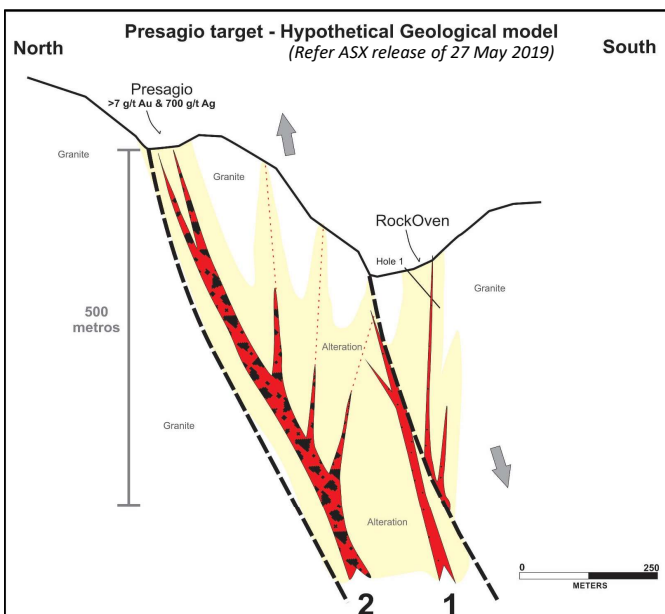 Presagio target - Hypothetical Geological model
North
(Refer ASX release of 27 May 2019)
South
Presagio
>7 g/t Au & 700 g/t Ag
Granite
Granite
RockOven
Hole 1
Granite
500
metros
Alteration
Granite
Alteration
0
250
METERS
2
1